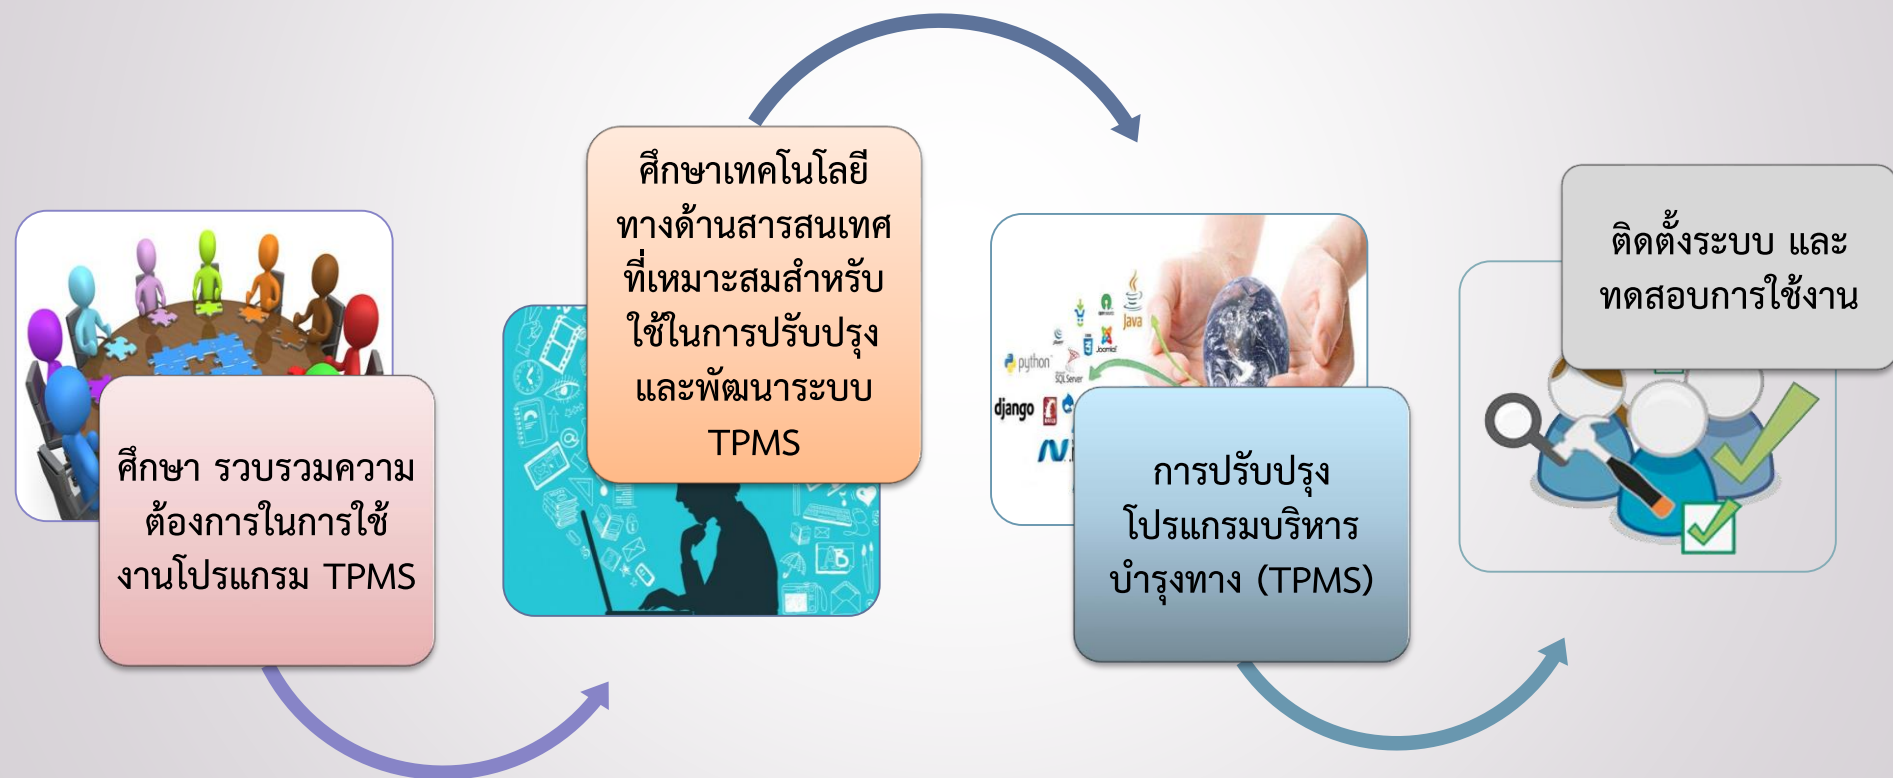 ศึกษา รวบรวมความ
ต้องการในการใช้
งานโปรแกรม TPMS
ศึกษาเทคโนโลยี
ทางด้านสารสนเทศ
ที่เหมาะสมสำหรับ
ใช้ในการปรับปรุง
และพัฒนาระบบ
TPMS
python
SQL Server
Joomla!
Java
django
การปรับปรุง
โปรแกรมบริหาร
บำรุงทาง (TPMS)
ติดตั้งระบบ และ
ทดสอบการใช้งาน